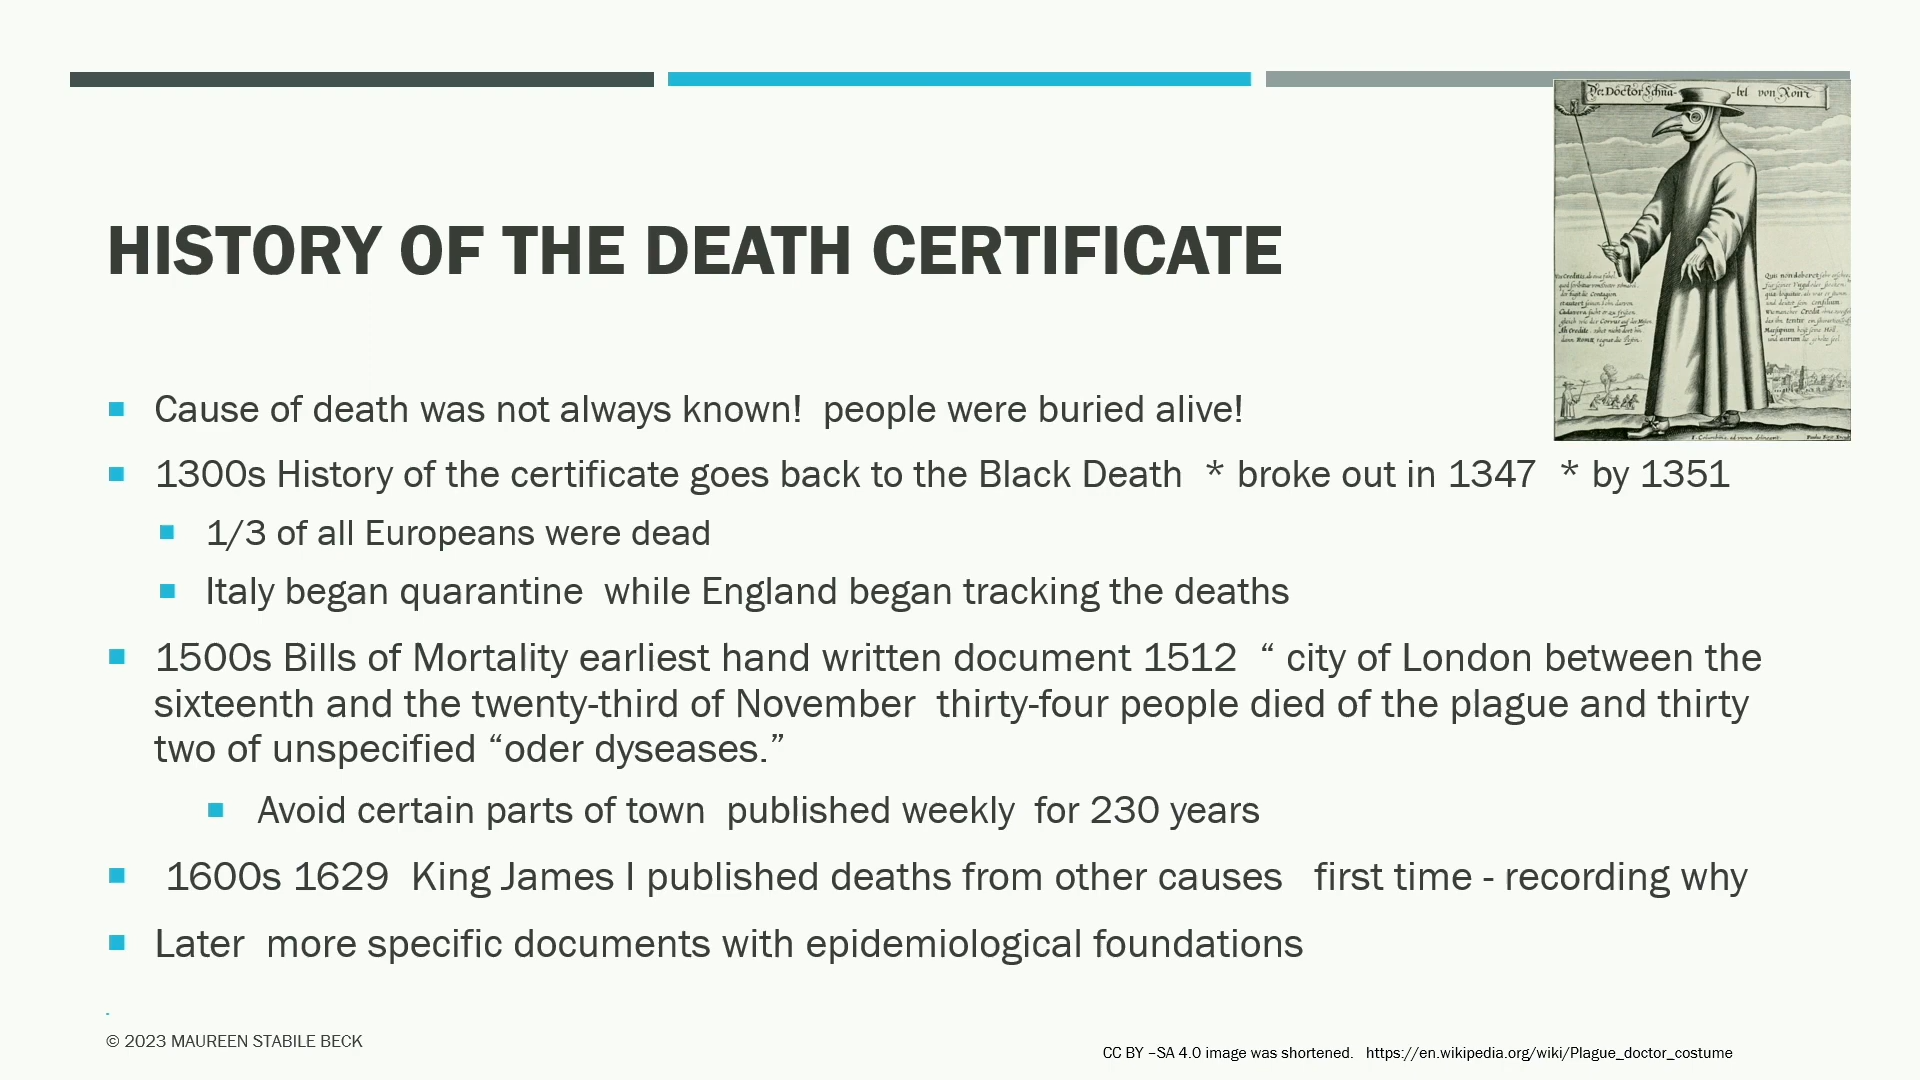 Der Doctor Schna- -bel von Rom
HISTORY OF THE DEATH CERTIFICATE
Cause of death was not always known!  people were buried alive!
1300s History of the certificate goes back to the Black Death  * broke out in 1347  * by 1351
1/3 of all Europeans were dead
Italy began quarantine  while England began tracking the deaths
1500s Bills of Mortality earliest hand written document 1512  “ city of London between the
sixteenth and the twenty-third of November  thirty-four people died of the plague and thirty
two of unspecified “oder dyseases.”
Avoid certain parts of town  published weekly  for 230 years
1600s 1629  King James I published deaths from other causes   first time - recording why
Later  more specific documents with epidemiological foundations
© 2023 MAUREEN STABILE BECK
CC BY –SA 4.0 image was shortened.   https://en.wikipedia.org/wiki/Plague_doctor_costume